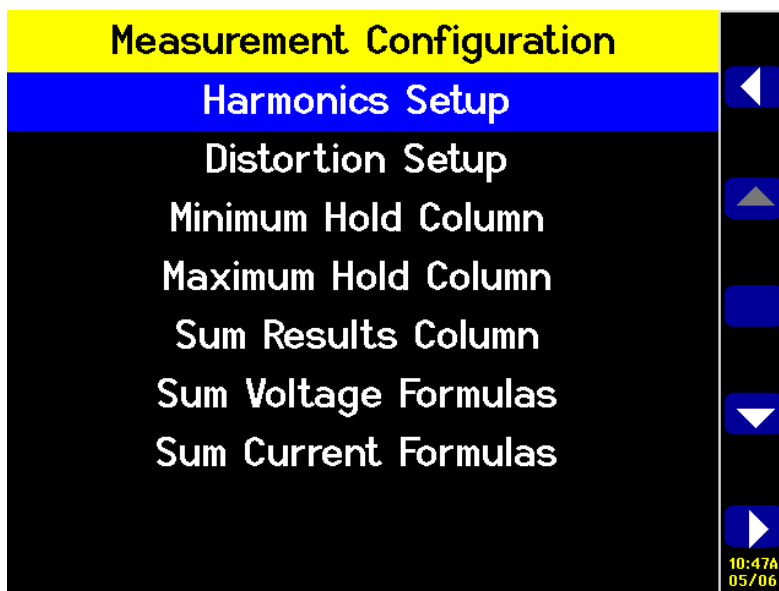 Measurement Configuration
Harmonics Setup
Distortion Setup
Minimum Hold Column
Maximum Hold Column
Sum Results Column
Sum Voltage Formulas
Sum Current Formulas
10:47A
05/06